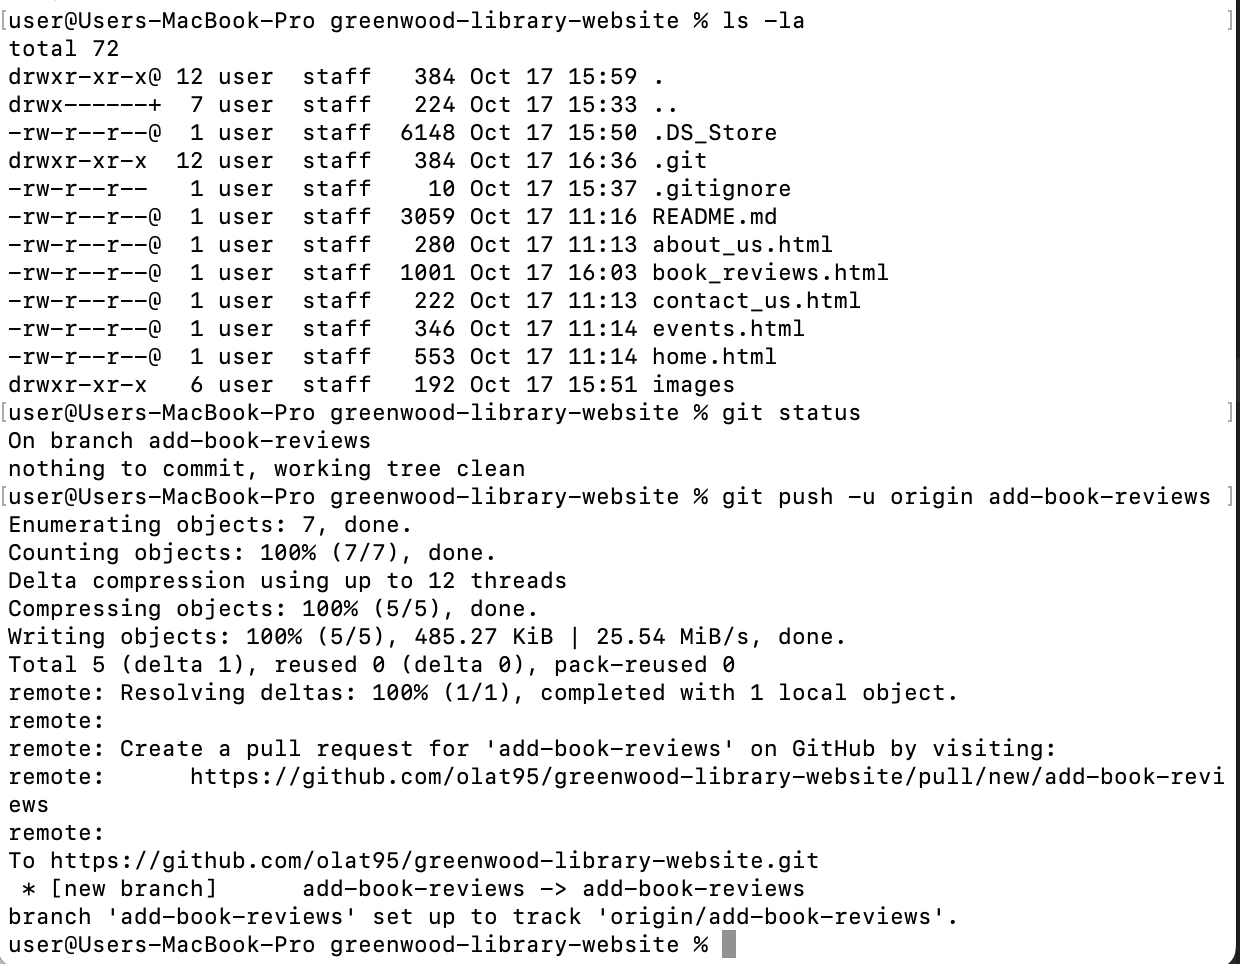 [user@Users-MacBook-Pro greenwood-library-website % ls -la ]
total 72
drwxr-xr-x@ 12 user  staff   384 Oct 17 15:59 .
drwx------+  7 user  staff   224 Oct 17 15:33 ..
-rw-r--r--@  1 user  staff  6148 Oct 17 15:50 .DS_Store
drwxr-xr-x  12 user  staff   384 Oct 17 16:36 .git
-rw-r--r--   1 user  staff    10 Oct 17 15:37 .gitignore
-rw-r--r--@  1 user  staff  3059 Oct 17 11:16 README.md
-rw-r--r--@  1 user  staff   280 Oct 17 11:13 about_us.html
-rw-r--r--@  1 user  staff  1001 Oct 17 16:03 book_reviews.html
-rw-r--r--@  1 user  staff   222 Oct 17 11:13 contact_us.html
-rw-r--r--@  1 user  staff   346 Oct 17 11:14 events.html
-rw-r--r--@  1 user  staff   553 Oct 17 11:14 home.html
drwxr-xr-x   6 user  staff   192 Oct 17 15:51 images
[user@Users-MacBook-Pro greenwood-library-website % git status ]
On branch add-book-reviews
nothing to commit, working tree clean
[user@Users-MacBook-Pro greenwood-library-website % git push -u origin add-book-reviews ]
Enumerating objects: 7, done.
Counting objects: 100% (7/7), done.
Delta compression using up to 12 threads
Compressing objects: 100% (5/5), done.
Writing objects: 100% (5/5), 485.27 KiB | 25.54 MiB/s, done.
Total 5 (delta 1), reused 0 (delta 0), pack-reused 0
remote: Resolving deltas: 100% (1/1), completed with 1 local object.
remote:
remote: Create a pull request for 'add-book-reviews' on GitHub by visiting:
remote:      https://github.com/olat95/greenwood-library-website/pull/new/add-book-revi
ews
remote:
To https://github.com/olat95/greenwood-library-website.git
 * [new branch]      add-book-reviews -> add-book-reviews
branch 'add-book-reviews' set up to track 'origin/add-book-reviews'.
user@Users-MacBook-Pro greenwood-library-website %